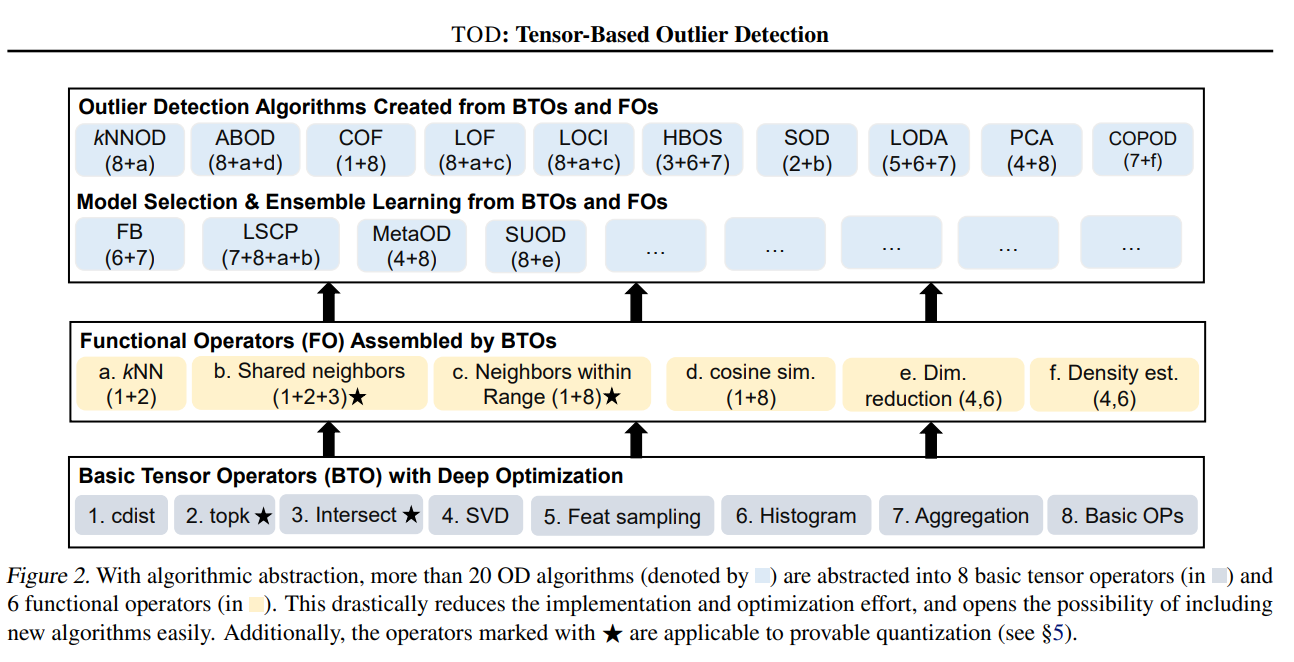 TOD: Tensor-Based Outlier Detection
Outlier Detection Algorithms Created from BTOs and FOs
kNNOD ABOD COF LOF LOCI HBOS SOD LODA PCA COPOD
(8+a) (8+a+d) (1+8) (8+a+c) (8+a+c) (3+6+7) (2+b) (5+6+7) (4+8) (7+f)
Model Selection & Ensemble Learning from BTOs and FOs
FB LSCP MetaOD SUOD
(6+7) (7+8+a+b) (4+8) (8+e) ... ... ... ... ...
Functional Operators (FO) Assembled by BTOs
a. kNN b. Shared neighbors c. Neighbors within d. cosine sim. e. Dim. f. Density est.
(1+2) (1+2+3)★ Range (1+8)★ (1+8) reduction (4,6) (4,6)
Basic Tensor Operators (BTO) with Deep Optimization
1. cdist 2. topk ★ 3. Intersect ★ 4. SVD 5. Feat sampling 6. Histogram 7. Aggregation 8. Basic OPs
Figure 2. With algorithmic abstraction, more than 20 OD algorithms (denoted by ) are abstracted into 8 basic tensor operators (in ) and
6 functional operators (in ). This drastically reduces the implementation and optimization effort, and opens the possibility of including
new algorithms easily. Additionally, the operators marked with ★ are applicable to provable quantization (see §5).